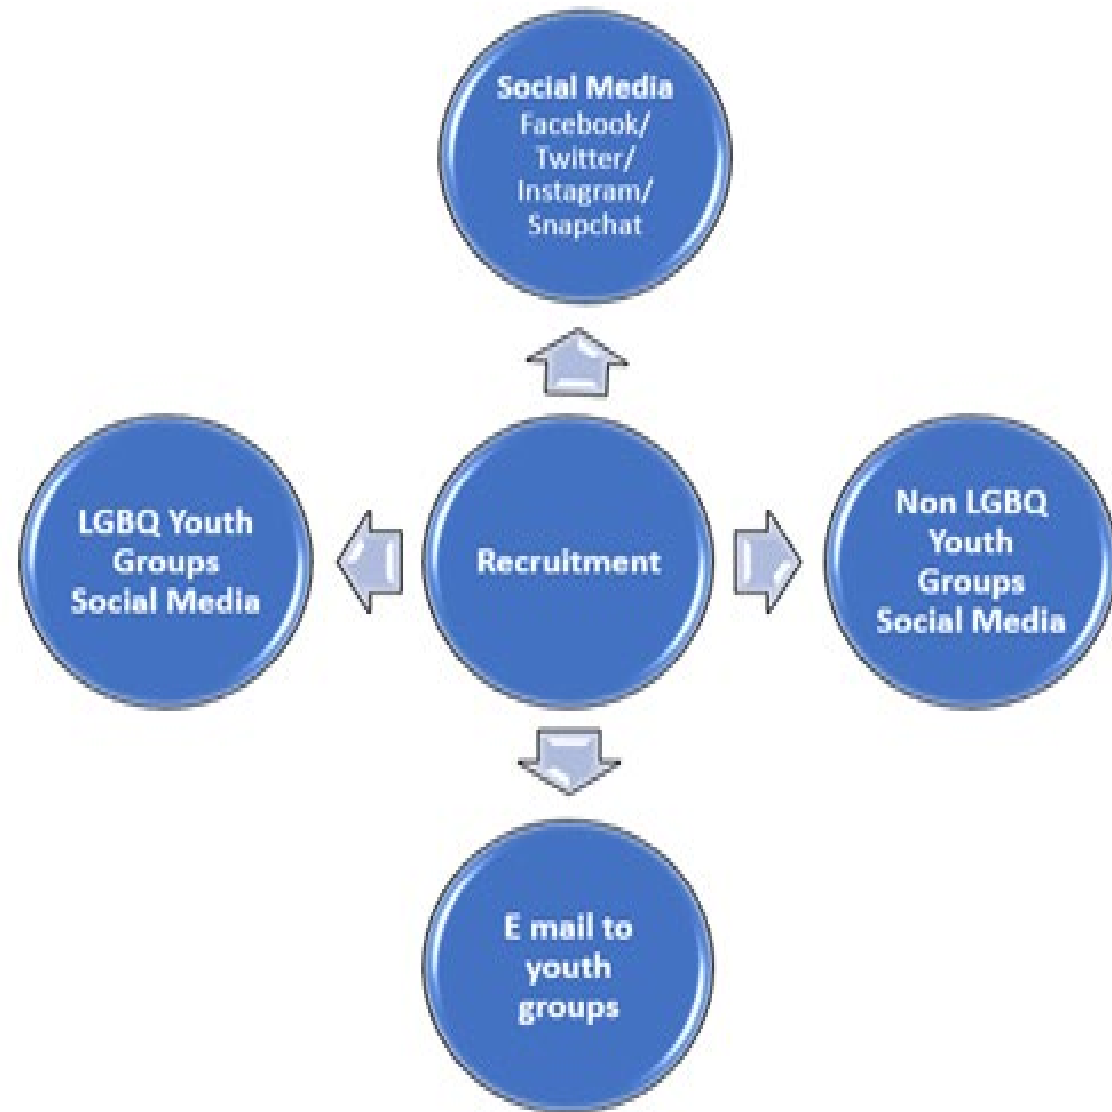 Social Media
Facebook/
Twitter/
Instagram/
Snapchat
LGBQ Youth
Groups
Social Media
Recruitment
Non LGBQ
Youth
Groups
Social Media
E mail to
youth
groups